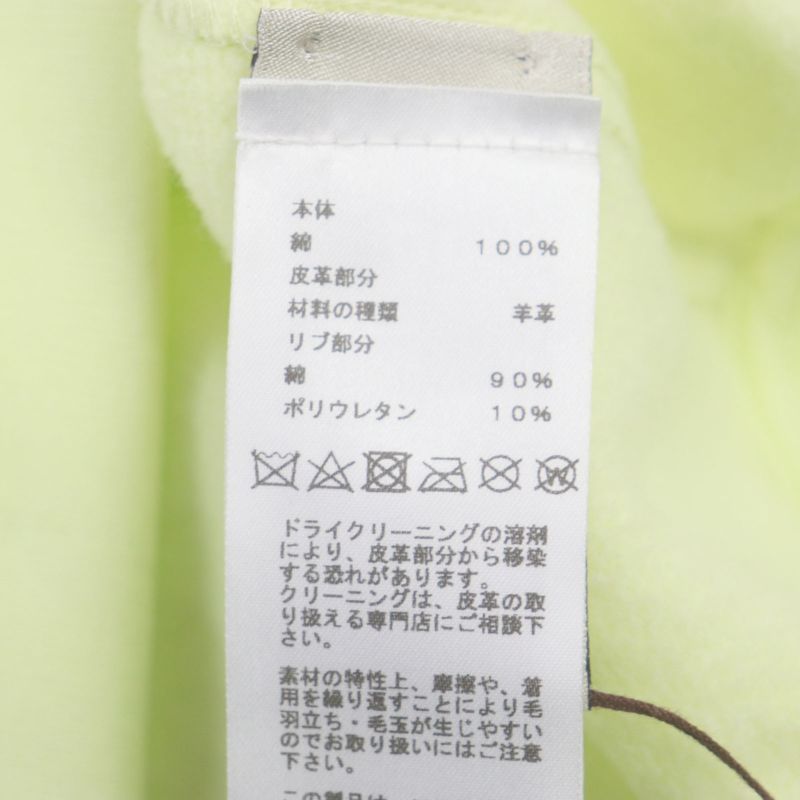 本体
綿 100%
皮革部分
材料の種類 羊革
リブ部分
綿 90%
ポリウレタン 10%
ドライクリーニングの溶剤
により、皮革部分から移染
する恐れがあります。
クリーニングは、皮革の取
り扱える専門店にご相談下
さい。
素材の特性上、摩擦や、着
用を繰り返すことにより毛
羽立ち・毛玉が生じやすい
のでお取り扱いにはご注意
下さい。
この製品は